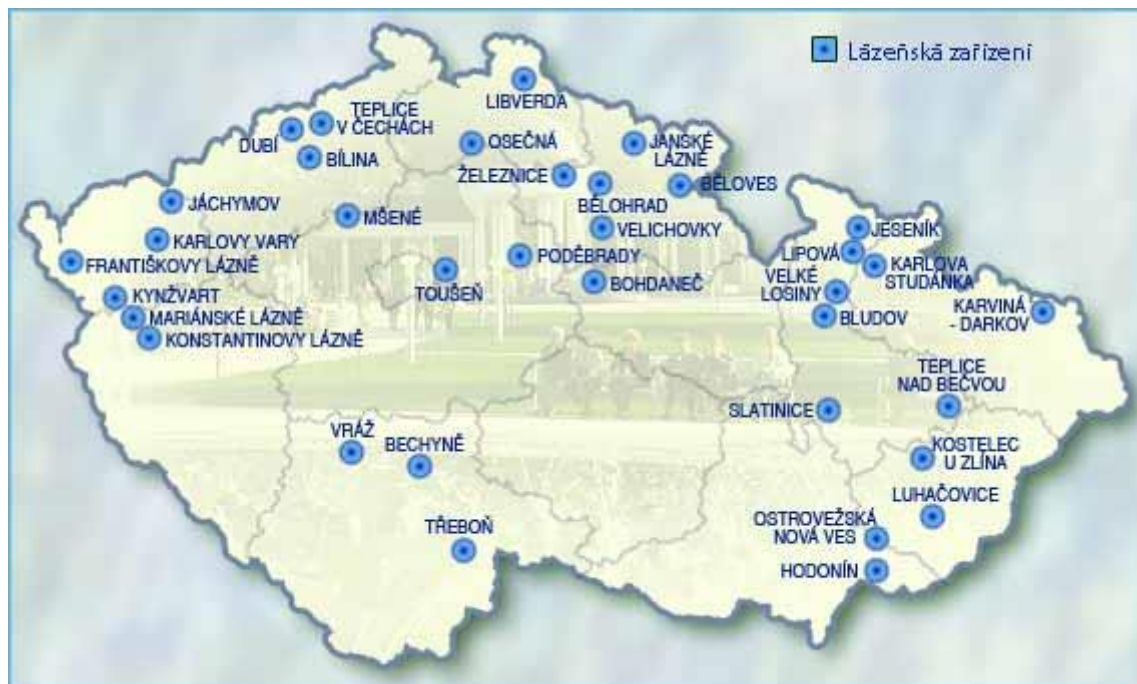 Lázeňská zařízení
LIBVERDA
TEPLICE
V ČECHÁCH
DUBÍ
BÍLINA
OSEČNÁ
JANSKÉ
LÁZNĚ
ŽELEZNICE
BĚLOVES
BĚLOHRAD
JÁCHYMOV
MŠENÉ
VELICHOVKY
JESENÍK
KARLOVY VARY
PODĚBRADY
LIPOVÁ
KARLOVA
STUDÁNKA
FRANTIŠKOVY LÁZNĚ
TOUŠEŇ
BOHDANEČ
VELKÉ
LOSINY
KYNŽVART
MARIÁNSKÉ LÁZNĚ
BLUDOV
KARVINÁ
- DARKOV
KONSTANTINOVY LÁZNĚ
TEPLICE
NAD BEČVOU
SLATINICE
VRÁŽ
BECHYNĚ
KOSTELEC
U ZLÍNA
LUHAČOVICE
TŘEBOŇ
OSTROVEŽSKÁ
NOVÁ VES
HODONÍN